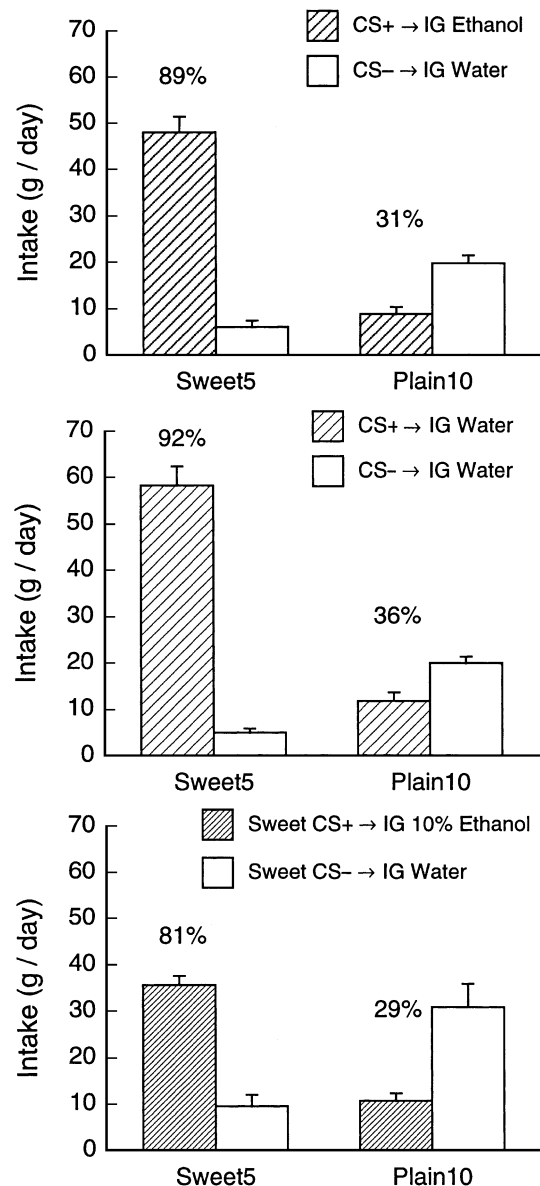 70
60
50
40
30
20
10
0
Intake (g / day)
CS+ → IG Ethanol
CS– → IG Water
89%
31%
Sweet5 Plain10
70
60
50
40
30
20
10
0
Intake (g / day)
CS+ → IG Water
CS– → IG Water
92%
36%
Sweet5 Plain10
70
60
50
40
30
20
10
0
Intake (g / day)
Sweet CS+ → IG 10% Ethanol
Sweet CS– → IG Water
81%
29%
Sweet5 Plain10